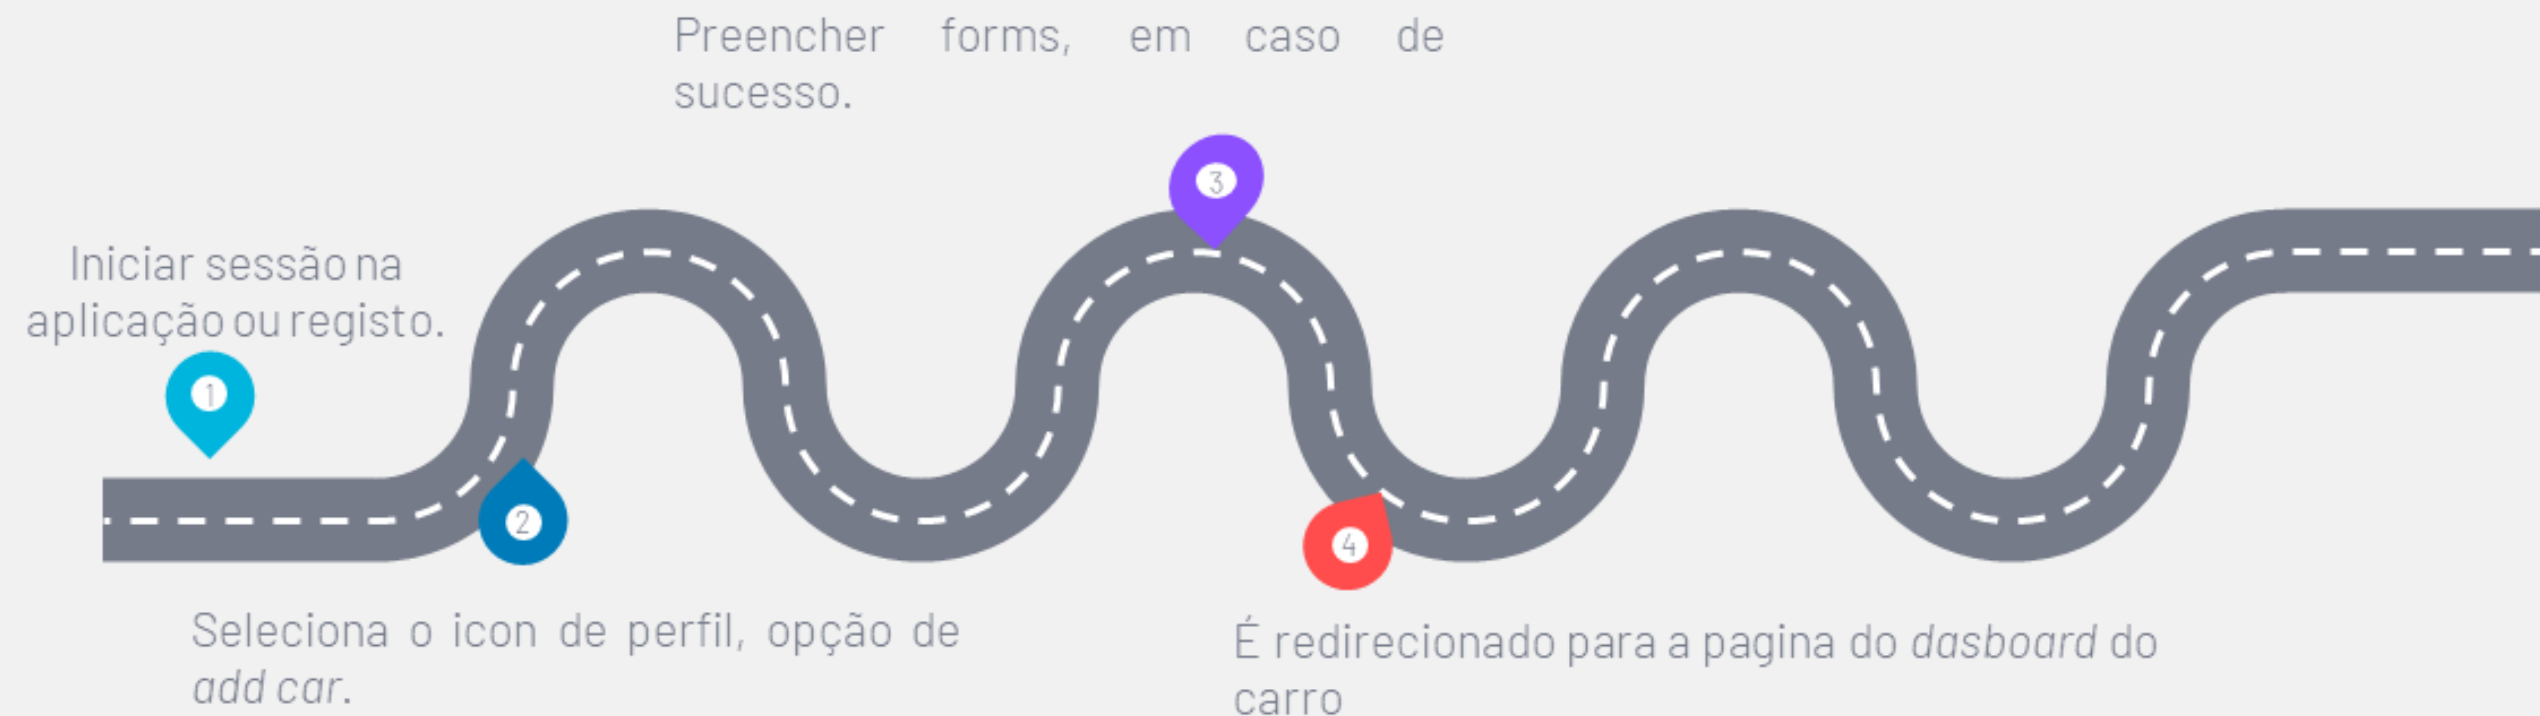 Preencher forms, em caso de
sucesso.
3
Iniciar sessão na
aplicação ou registo.
1
2
4
Seleciona o icon de perfil, opção de
add car.
É redirecionado para a pagina do dasboard do
carro